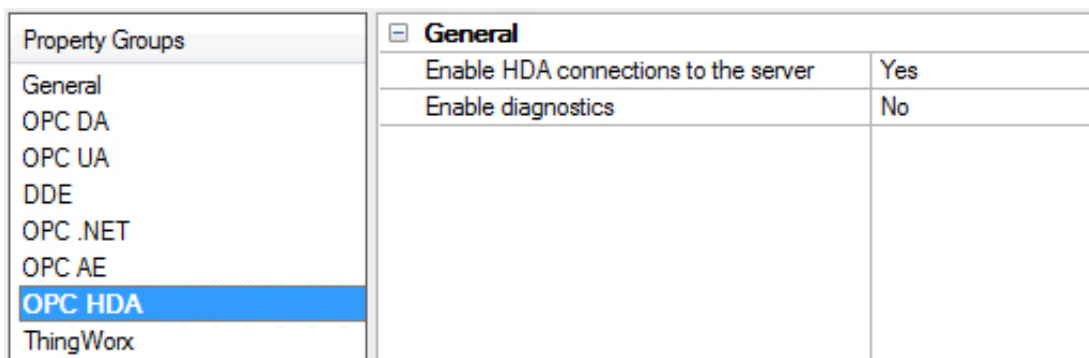 Property Groups
General
OPC DA
OPC UA
DDE
OPC .NET
OPC AE
OPC HDA
ThingWorx
General
Enable HDA connections to the server Yes
Enable diagnostics No